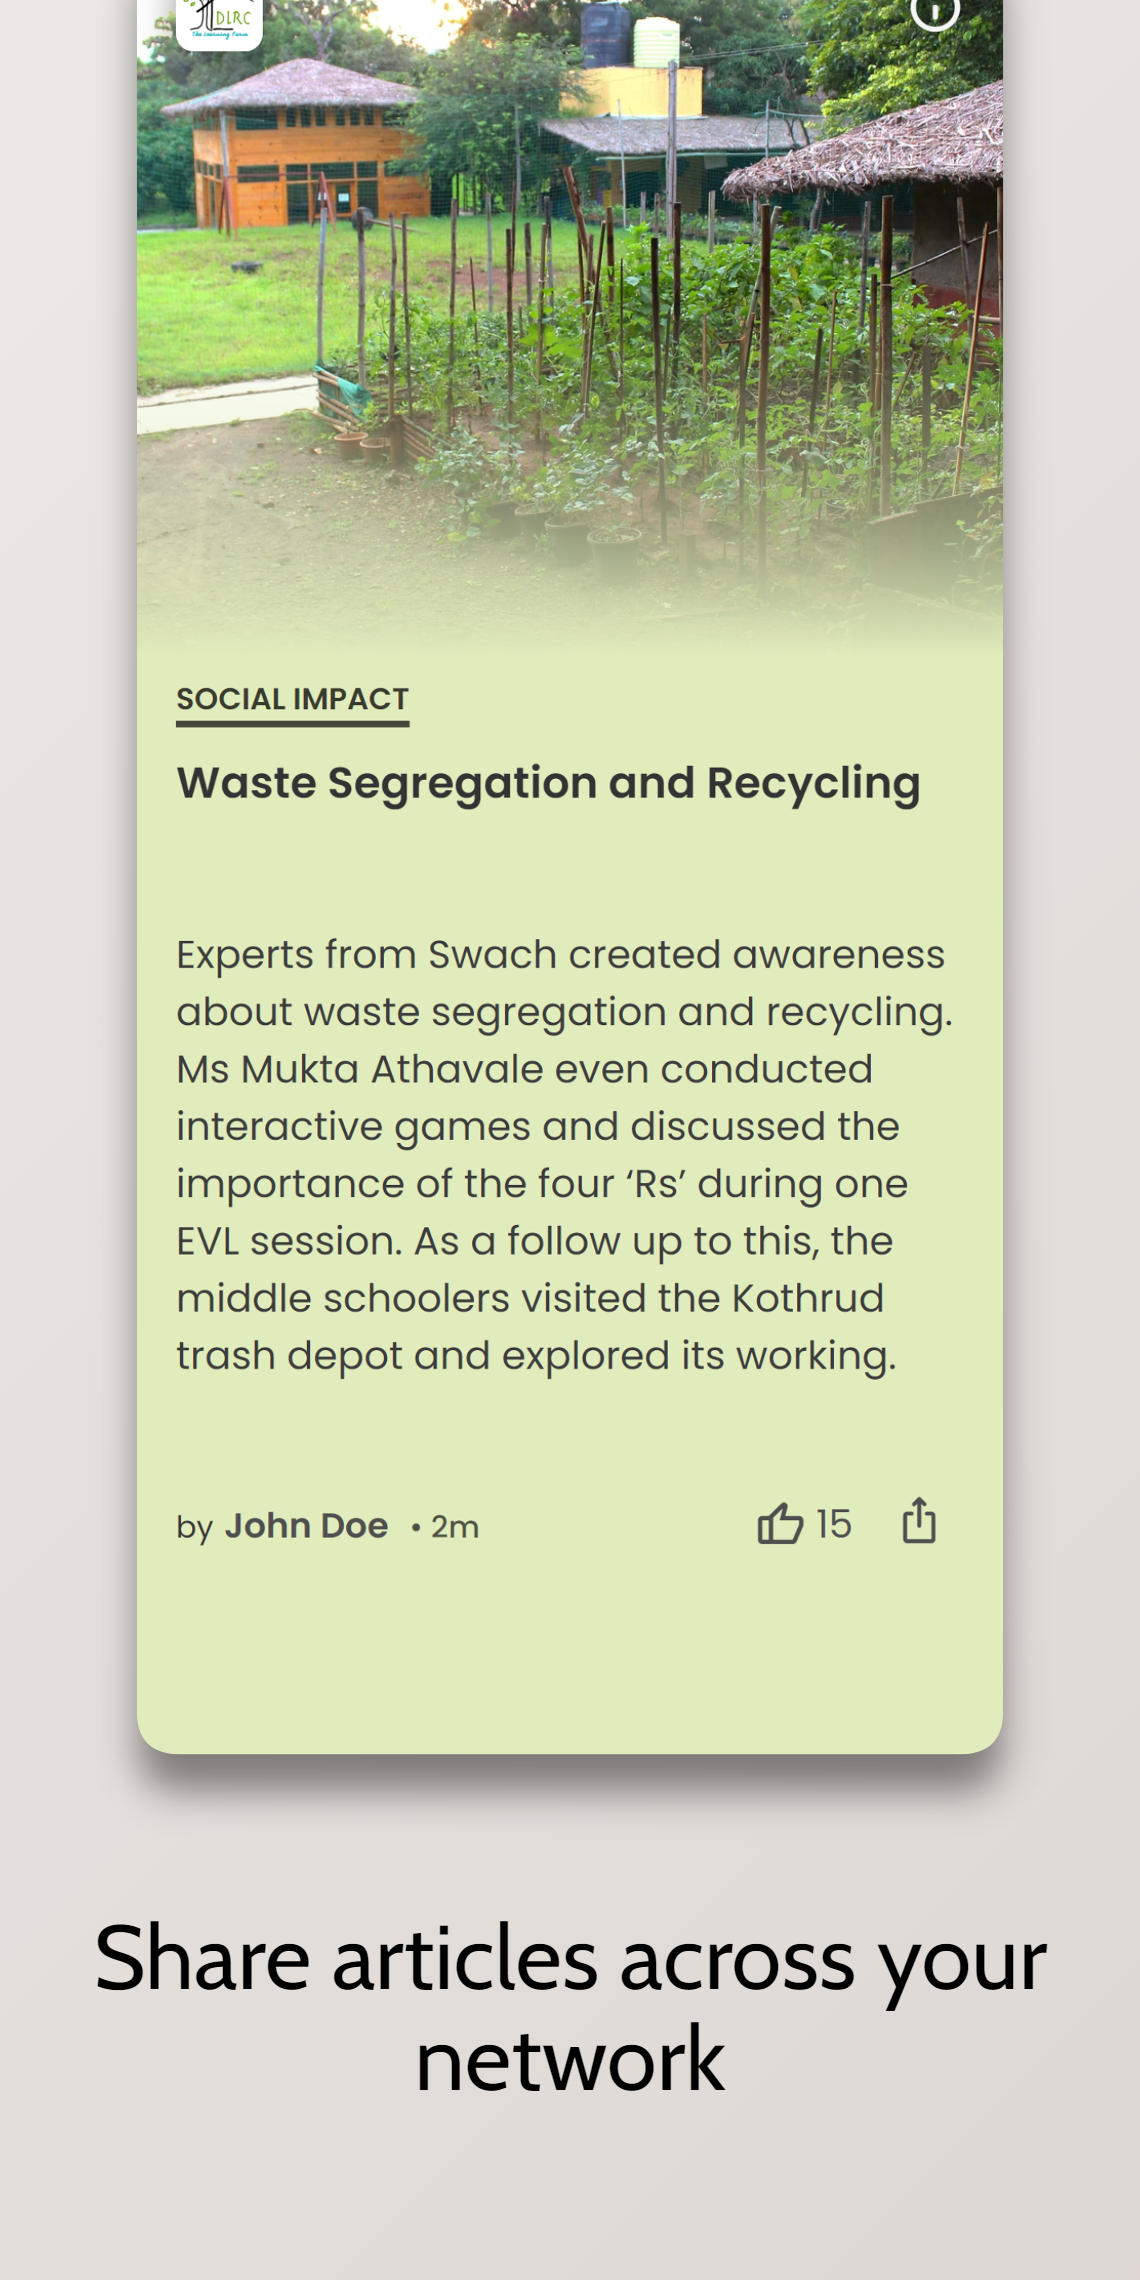 DLRC
The Learning Farm
SOCIAL IMPACT
Waste Segregation and Recycling
Experts from Swach created awareness
about waste segregation and recycling.
Ms Mukta Athavale even conducted
interactive games and discussed the
importance of the four ‘Rs’ during one
EVL session. As a follow up to this, the
middle schoolers visited the Kothrud
trash depot and explored its working.
by John Doe • 2m
15
Share articles across your
network